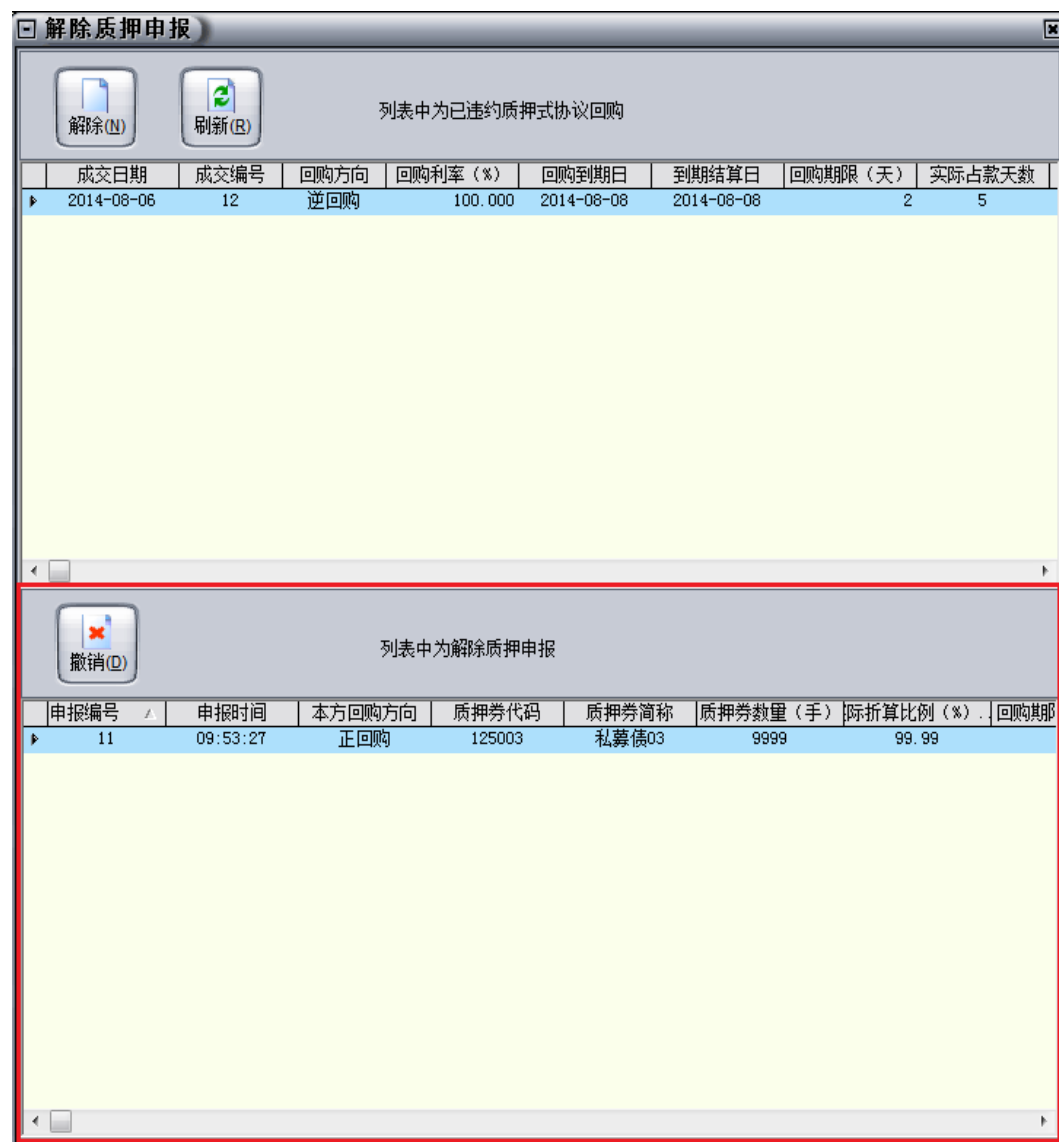 解除质押申报
解除(N) 刷新(R) 列表中为已违约质押式协议回购
成交日期 成交编号 回购方向 回购利率（%） 回购到期日 到期结算日 回购期限（天） 实际占款天数
2014-08-06 12 逆回购 100.000 2014-08-08 2014-08-08 2 5
撤销(D) 列表中为解除质押申报
申报编号 申报时间 本方回购方向 质押券代码 质押券简称 质押券数量（手） 际折算比例（%）.. 回购期
11 09:53:27 正回购 125003 私募债03 9999 99.99